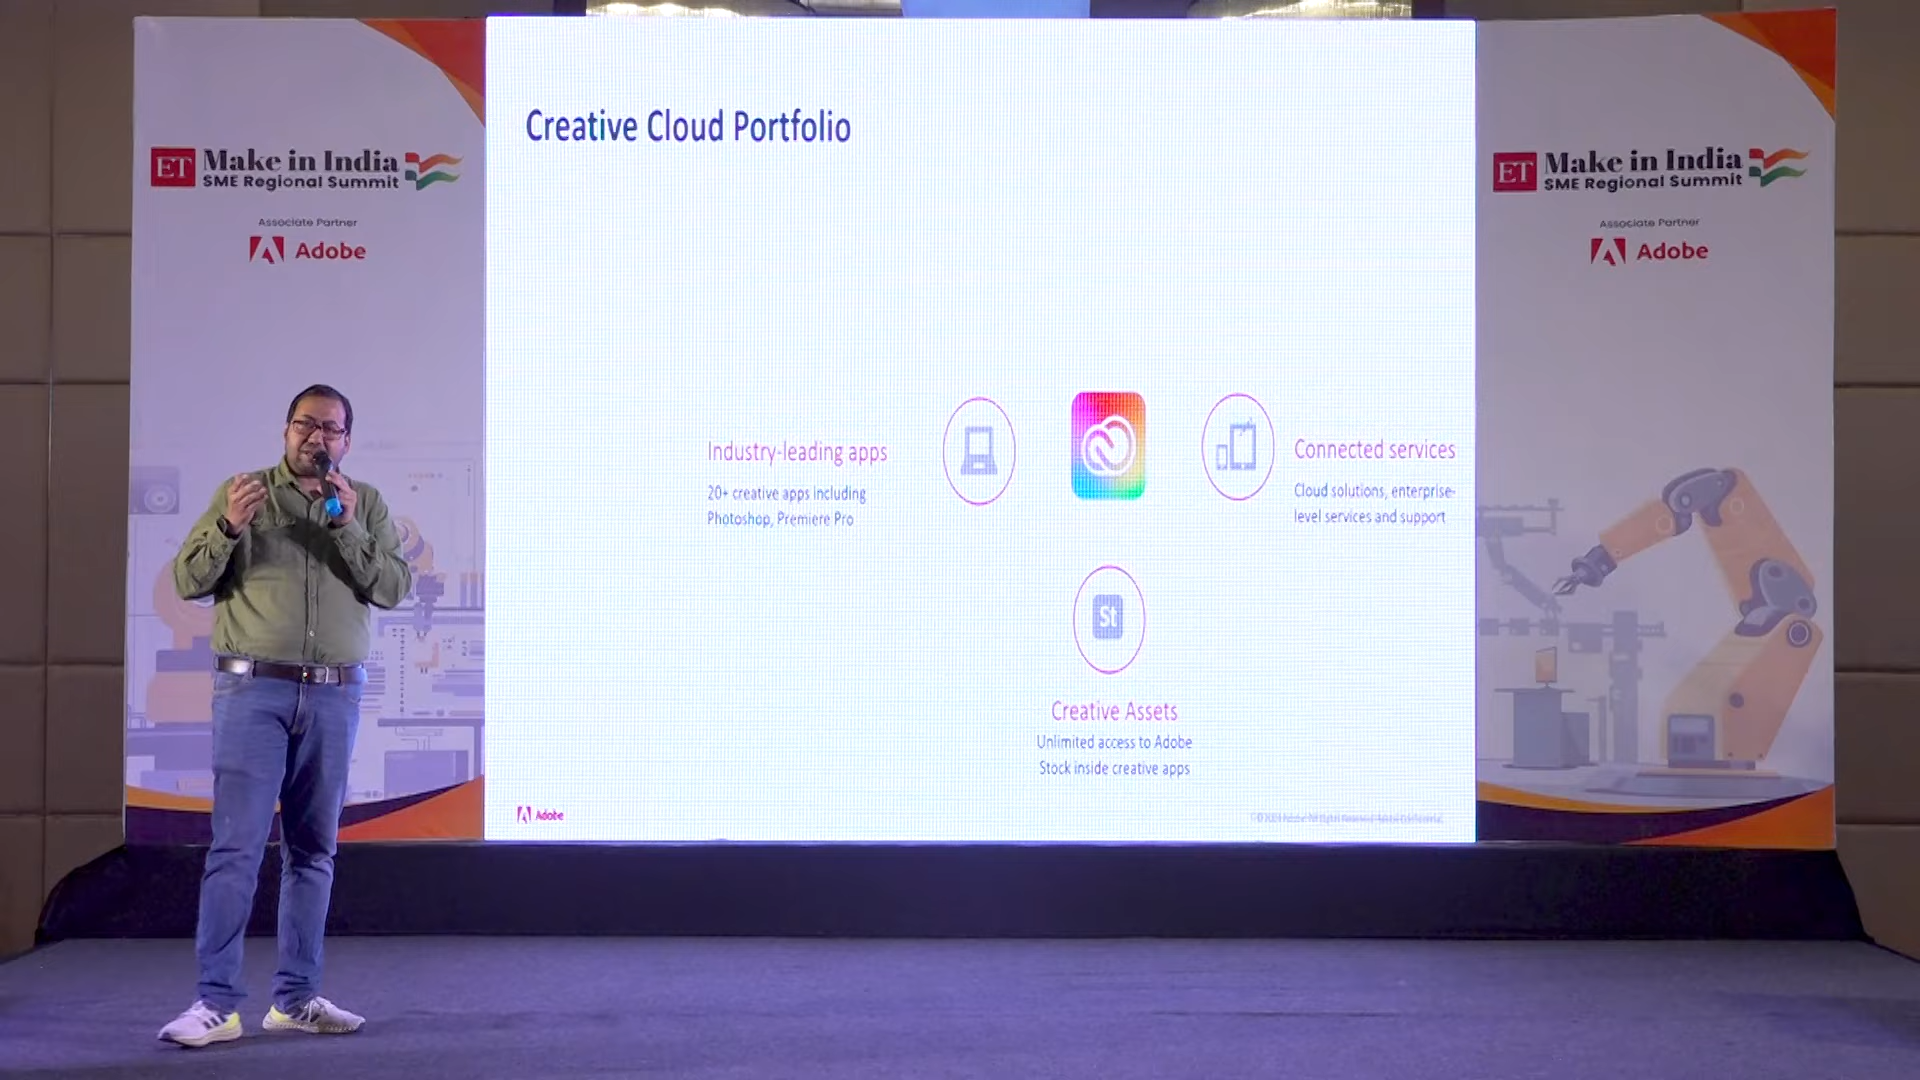 ET Make in India
SME Regional Summit
Associate Partner
Adobe
Creative Cloud Portfolio
Industry-leading apps
20+ creative apps including
Photoshop, Premiere Pro
Connected services
Cloud solutions, enterprise-
level services and support
St
Creative Assets
Unlimited access to Adobe
Stock inside creative apps
Adobe
ET Make in India
SME Regional Summit
Associate Partner
Adobe